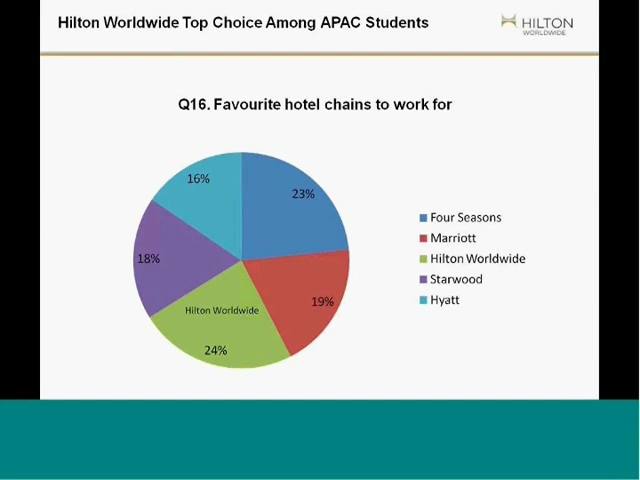 Hilton Worldwide Top Choice Among APAC Students
HILTON
WORLDWIDE
Q16. Favourite hotel chains to work for
16%
23%
18%
19%
Hilton Worldwide
24%
Four Seasons
Marriott
Hilton Worldwide
Starwood
Hyatt